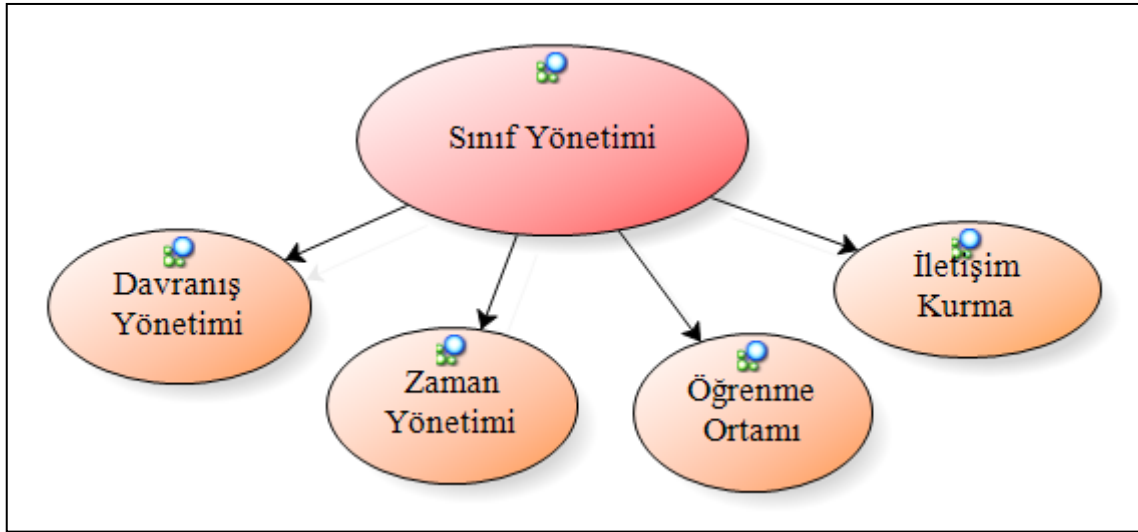 Sınıf Yönetimi
Davranış
Yönetimi
Zaman
Yönetimi
Öğrenme
Ortamı
İletişim
Kurma